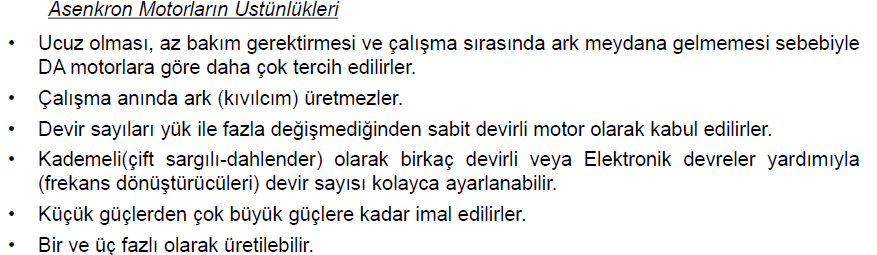 Asenkron Motorların Üstünlükleri
• Ucuz olması, az bakım gerektirmesi ve çalışma sırasında ark meydana gelmemesi sebebiyle
DA motorlara göre daha çok tercih edilirler.
• Çalışma anında ark (kıvılcım) üretmezler.
• Devir sayıları yük ile fazla değişmediğinden sabit devirli motor olarak kabul edilirler.
• Kademeli(çift sargılı-dahlender) olarak birkaç devirli veya Elektronik devreler yardımıyla
(frekans dönüştürücüleri) devir sayısı kolayca ayarlanabilir.
• Küçük güçlerden çok büyük güçlere kadar imal edilirler.
• Bir ve üç fazlı olarak üretilebilir.